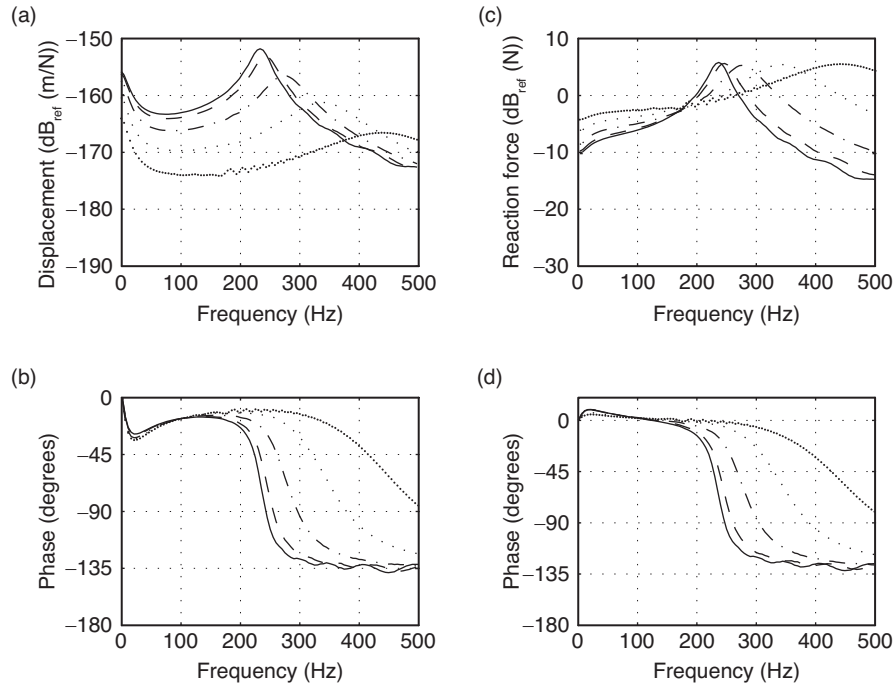 (a)
−150
−160
−170
−180
−190
Displacement (dBref (m/N))
0 100 200 300 400 500
Frequency (Hz)
(c)
10
0
−10
−20
−30
Reaction force (dBref (N))
0 100 200 300 400 500
Frequency (Hz)
(b)
0
−45
−90
−135
−180
Phase (degrees)
0 100 200 300 400 500
Frequency (Hz)
(d)
0
−45
−90
−135
−180
Phase (degrees)
0 100 200 300 400 500
Frequency (Hz)